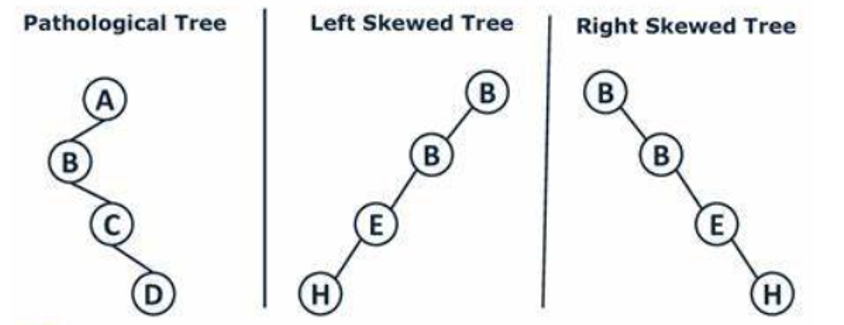 Pathological Tree
A
B
C
D
Left Skewed Tree
B
B
E
H
Right Skewed Tree
B
B
E
H